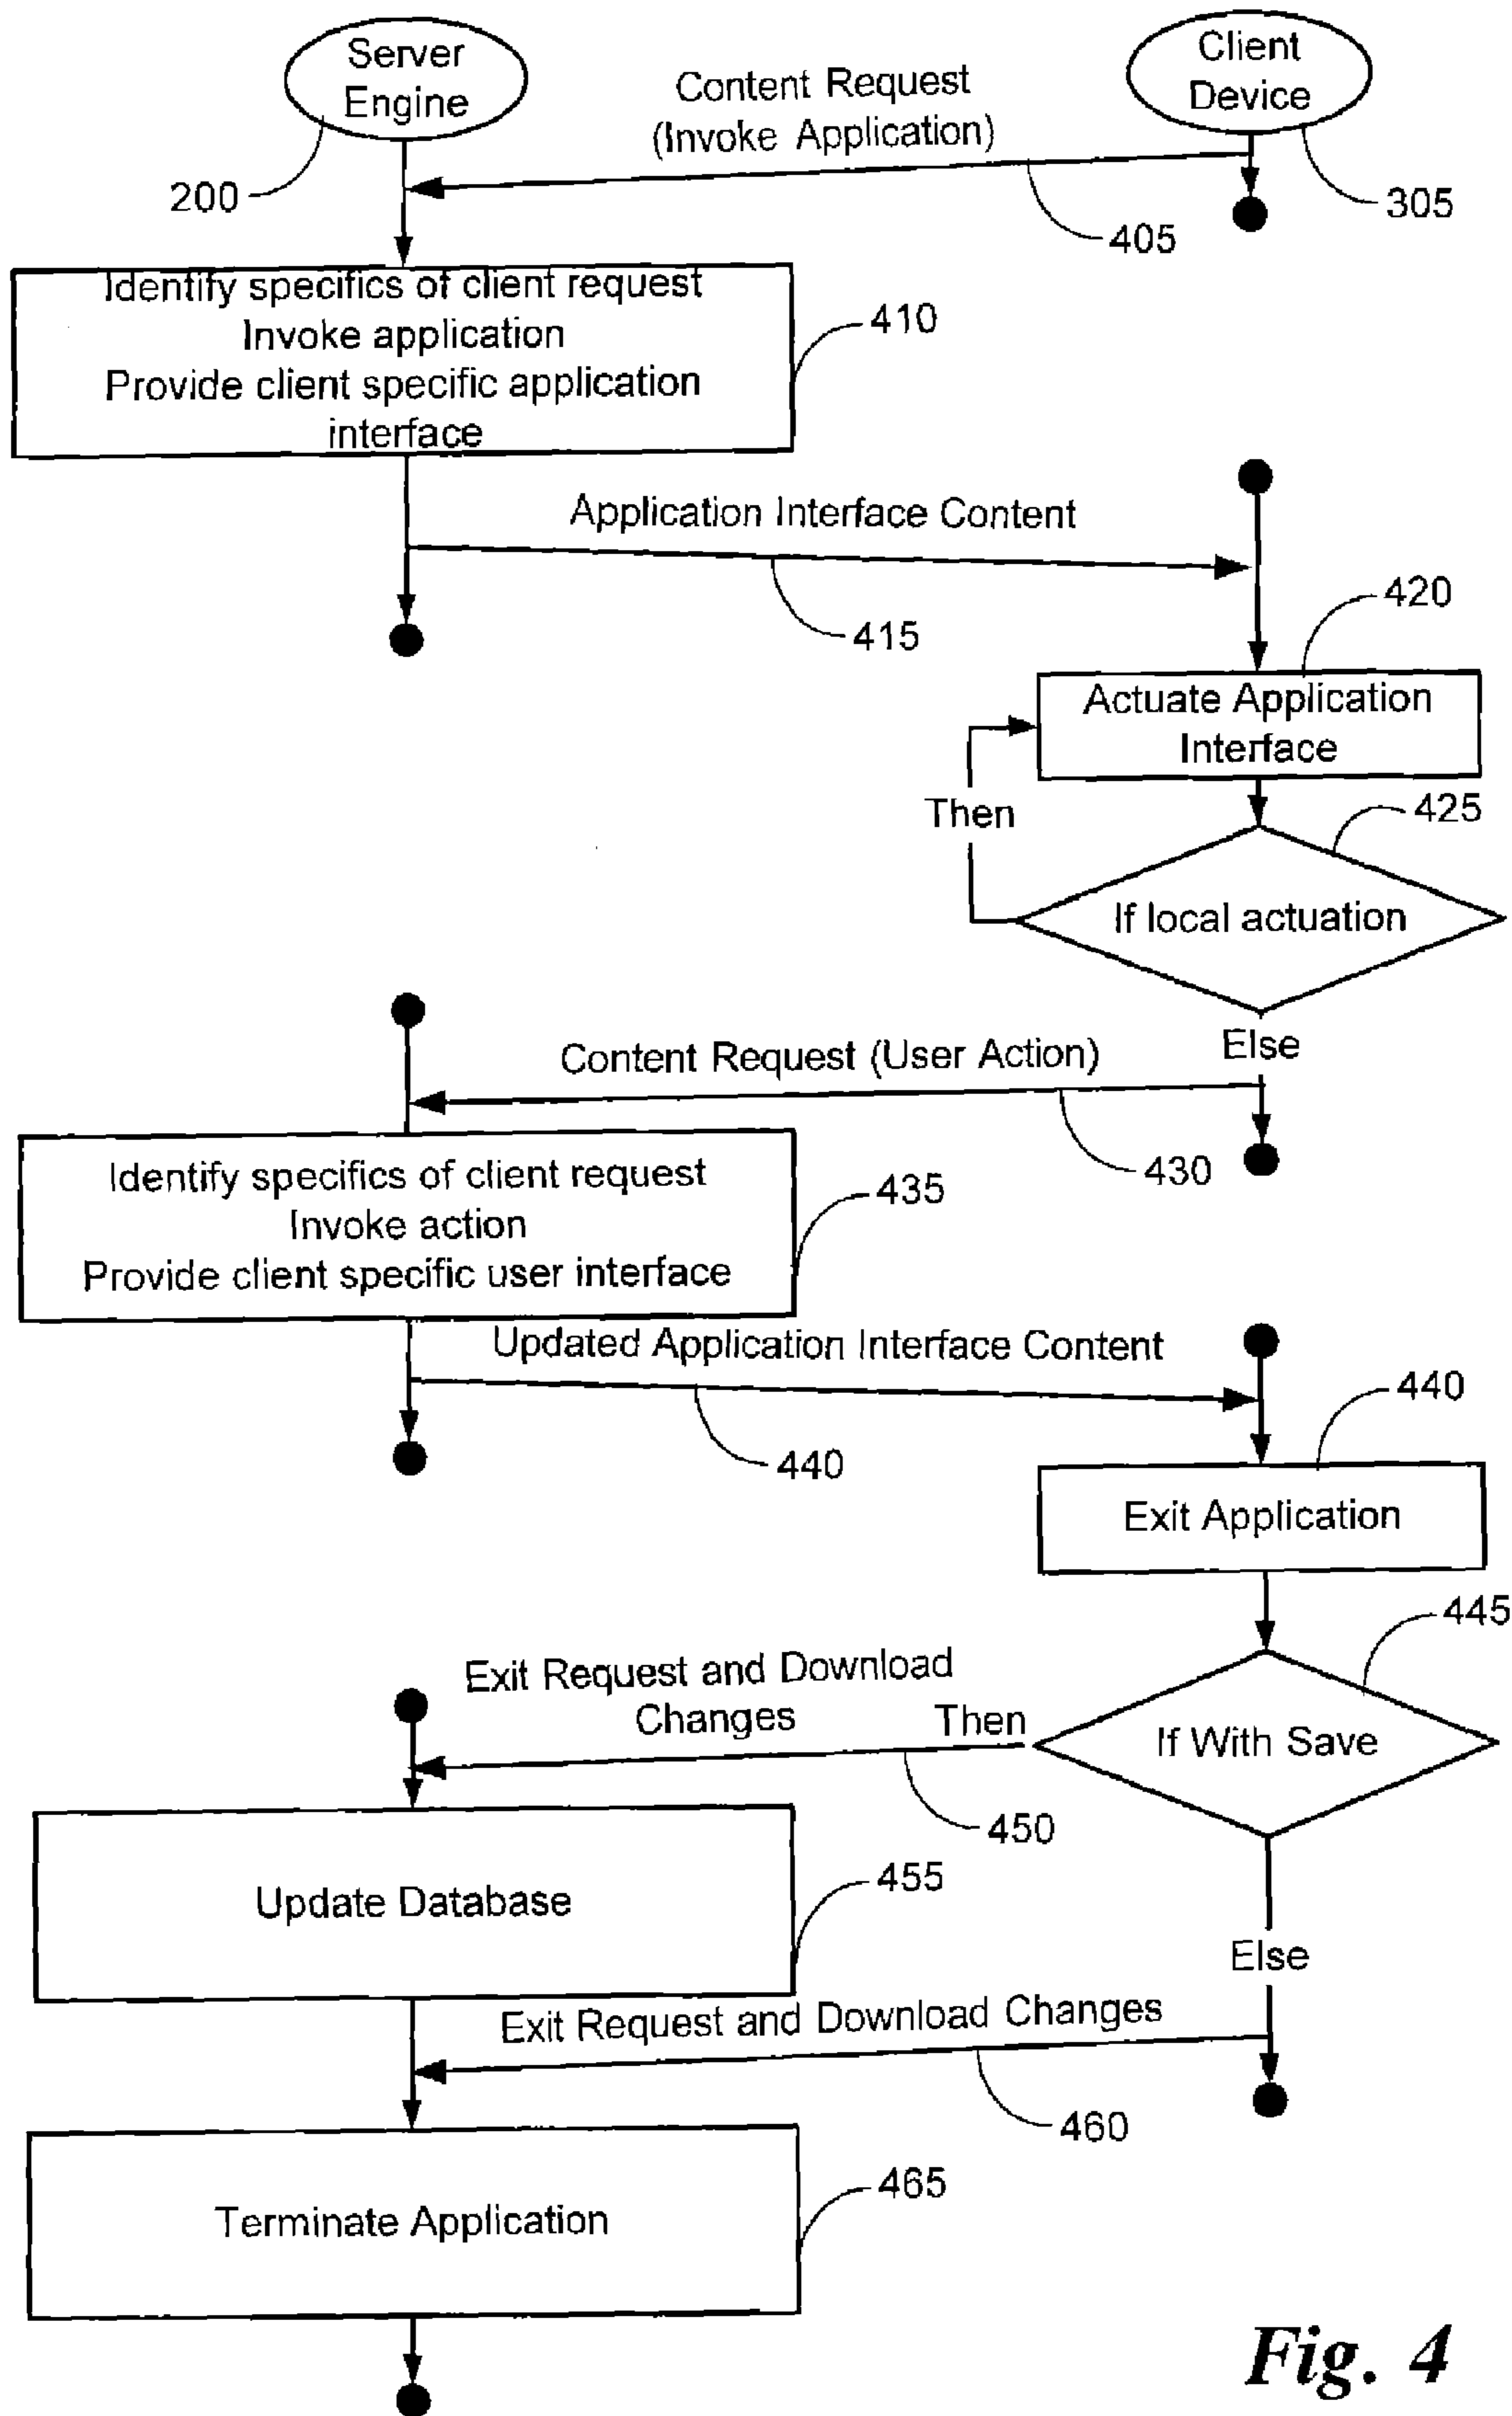 Server
Engine
Client
Device
Content Request
(Invoke Application)
200
305
405
Identify specifics of client request
Invoke application
Provide client specific application
interface
410
Application Interface Content
415
420
Actuate Application
Interface
Then
425
If local actuation
Else
Content Request (User Action)
430
Identify specifics of client request
Invoke action
Provide client specific user interface
435
Updated Application Interface Content
440
440
Exit Application
445
Exit Request and Download
Changes
Then
If With Save
450
Update Database
455
Else
Exit Request and Download Changes
460
Terminate Application
465
Fig. 4